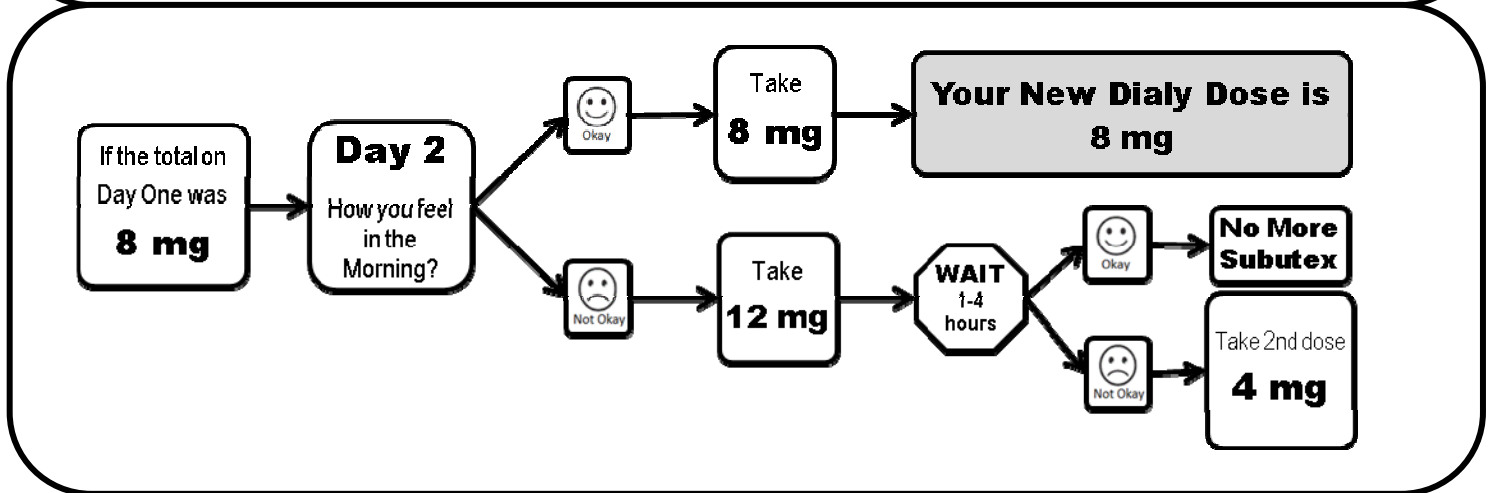 If the total on
Day One was
8 mg
Day 2
How you feel
in the
Morning?
Okay
Take
8 mg
Your New Dialy Dose is
8 mg
Not Okay
Take
12 mg
WAIT
1-4
hours
Okay
No More
Subutex
Not Okay
Take 2nd dose
4 mg